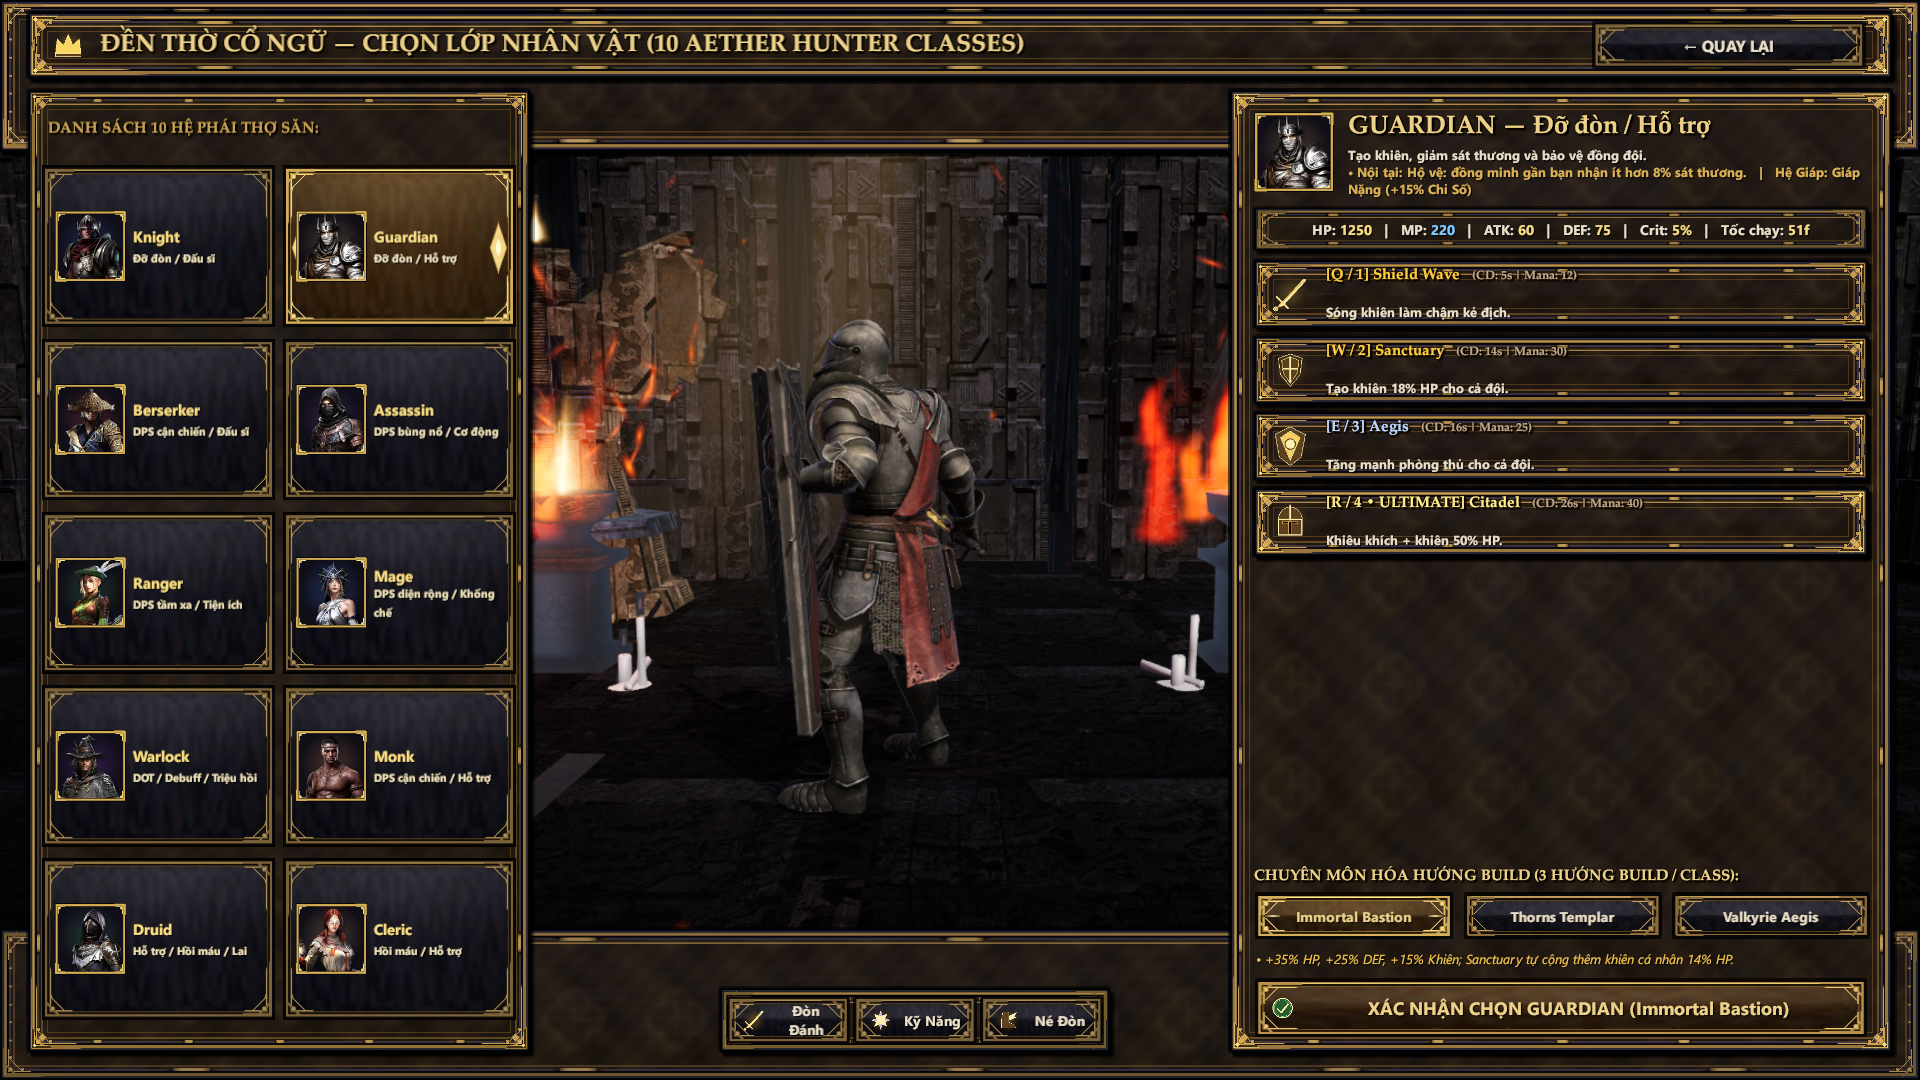 ĐỀN THỜ CỔ NGỮ — CHỌN LỚP NHÂN VẬT (10 AETHER HUNTER CLASSES)
← QUAY LẠI
DANH SÁCH 10 HỆ PHÁI THỢ SĂN:
Knight
Đỡ đòn / Đấu sĩ
Guardian
Đỡ đòn / Hỗ trợ
Berserker
DPS cận chiến / Đấu sĩ
Assassin
DPS bùng nổ / Cơ động
Ranger
DPS tầm xa / Tiện ích
Mage
DPS diện rộng / Khống
chế
Warlock
DOT / Debuff / Triệu hồi
Monk
DPS cận chiến / Hỗ trợ
Druid
Hỗ trợ / Hồi máu / Lai
Cleric
Hồi máu / Hỗ trợ
Đòn
Đánh
Kỹ Năng
Né Đòn
GUARDIAN — Đỡ đòn / Hỗ trợ
Tạo khiên, giảm sát thương và bảo vệ đồng đội.
• Nội tại: Hộ vệ: đồng minh gần bạn nhận ít hơn 8% sát thương. | Hệ Giáp: Giáp
Nặng (+15% Chỉ Số)
HP: 1250 | MP: 220 | ATK: 60 | DEF: 75 | Crit: 5% | Tốc chạy: 51f
[Q / 1] Shield Wave (CD: 5s | Mana: 12)
Sóng khiên làm chậm kẻ địch.
[W / 2] Sanctuary (CD: 14s | Mana: 30)
Tạo khiên 18% HP cho cả đội.
[E / 3] Aegis (CD: 16s | Mana: 25)
Tăng mạnh phòng thủ cho cả đội.
[R / 4 • ULTIMATE] Citadel (CD: 26s | Mana: 40)
Khiêu khích + khiên 50% HP.
CHUYÊN MÔN HÓA HƯỚNG BUILD (3 HƯỚNG BUILD / CLASS):
Immortal Bastion
Thorns Templar
Valkyrie Aegis
• +35% HP, +25% DEF, +15% Khiên; Sanctuary tự cộng thêm khiên cá nhân 14% HP.
XÁC NHẬN CHỌN GUARDIAN (Immortal Bastion)